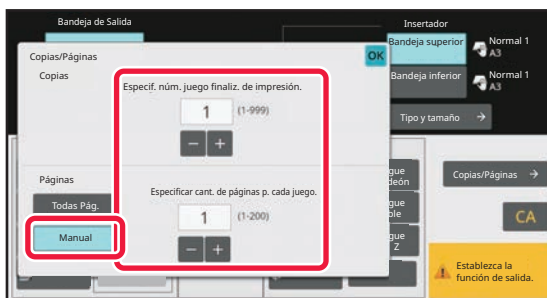 Bandeja de Salida
Insertador
OK
Bandeja superior
Normal 1
A3
Copias/Páginas
Copias
Especif. núm. juego finaliz. de impresión.
Bandeja inferior
Normal 1
A3
1
(1-999)
Tipo y tamaño
− +
Páginas
Especificar cant. de páginas p. cada juego.
Todas Pág.
1
(1-200)
Copias/Páginas
Manual
CA
− +
Z
Establezca la
función de salida.